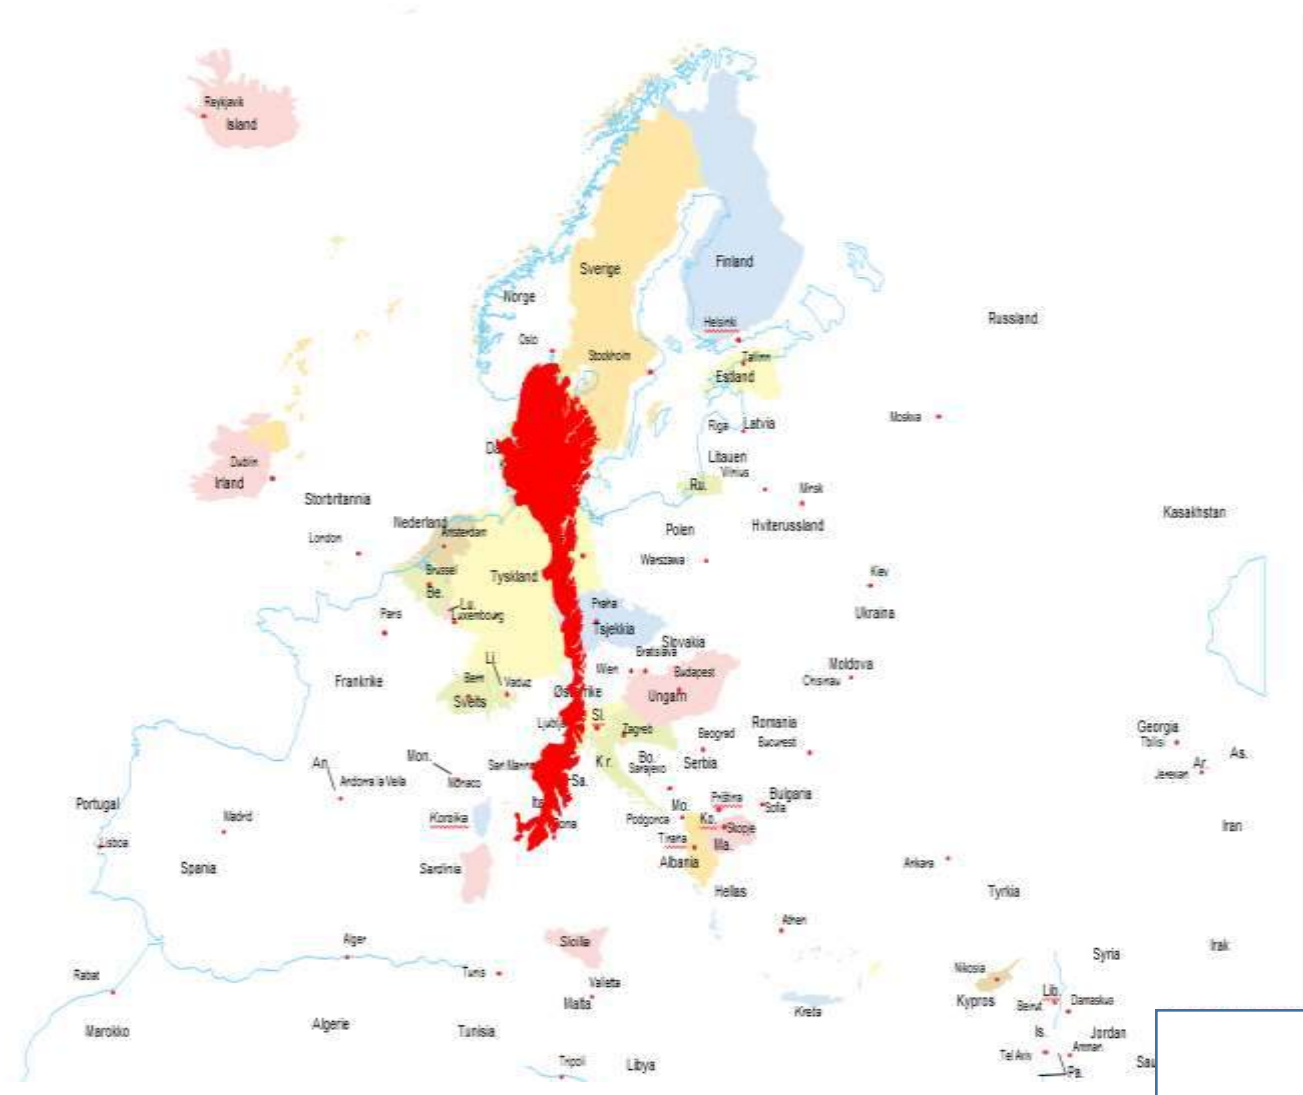 Reykjavik
Island
Sverige
Finland
Norge
Helsinki
Russland
Oslo
Stockholm
Tallinn
Estland
Moskva
Riga
Latvia
Litauen
Vilnius
Dublin
Irland
Ru.
Minsk
Storbritannia
Kasakhstan
Nederland
Amsterdam
Polen
Hviterussland
London
Warszawa
Brussel
Tyskland
Kiev
Be.
Lu.
Luxembourg
Praha
Ukraina
Paris
Tsjekkia
Slovakia
Bratislava
Li.
Wien
Budapest
Moldova
Chisinau
Frankrike
Bern
Vaduz
Sveits
Ungarn
Sl.
Zagreb
Beograd
Romania
Bucurest
Georgia
Tbilisi
Mon.
Kr.
Bo.
Sarajevo
Serbia
As.
An.
Andorra la Vella
Monaco
San Marino
Sa.
Ar.
Jerevan
Portugal
Madrid
Korsika
Mo.
Priština
Bulgaria
Sofia
Podgorica
Ko.
Skopje
Iran
Lisboa
Tirana
Ma.
Spania
Sardinia
Albania
Ankara
Hellas
Tyrkia
Athen
Alger
Sicilia
Irak
Syria
Rabat
Tunis
Valletta
Malta
Nikosia
Kypros
Lib.
Beirut
Damaskus
Kreta
Marokko
Algerie
Tunisia
Is.
Jordan
Tel Aviv
Amman
Tripoli
Libya
Pa.
Sau